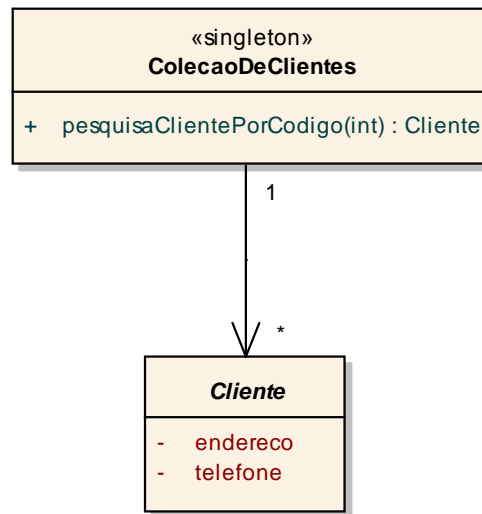 «singleton»
ColecaoDeClientes
+ pesquisaClientePorCodigo(int) : Cliente
1
*
Cliente
- endereco
- telefone